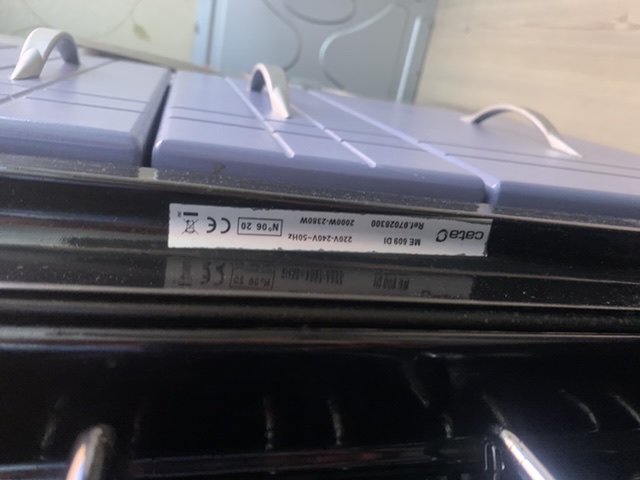 cata
ME 609 DI
Ref.07028300
220V-240V~50Hz
2000W-2380W
Nº 06 20
CE